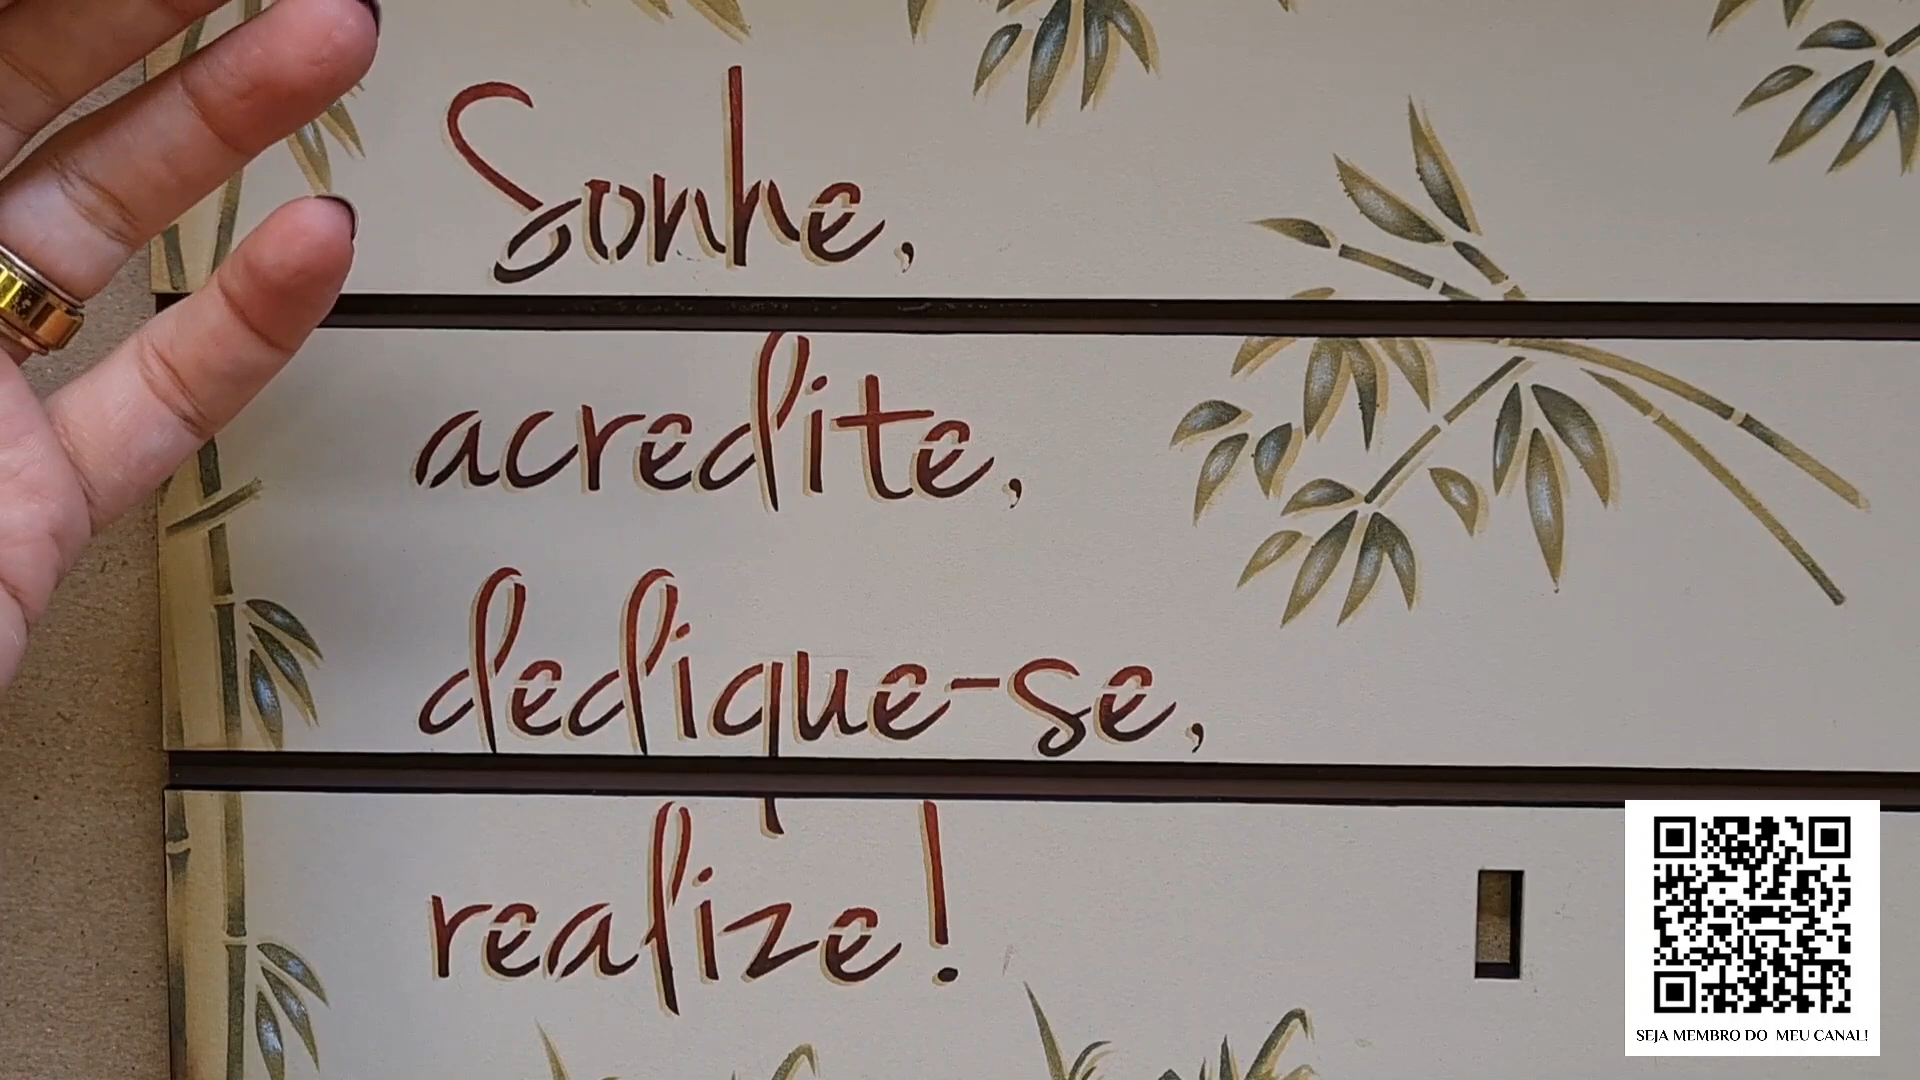 Sonhe,
acredite,
dedique-se,
realize!
SEJA MEMBRO DO MEU CANAL!